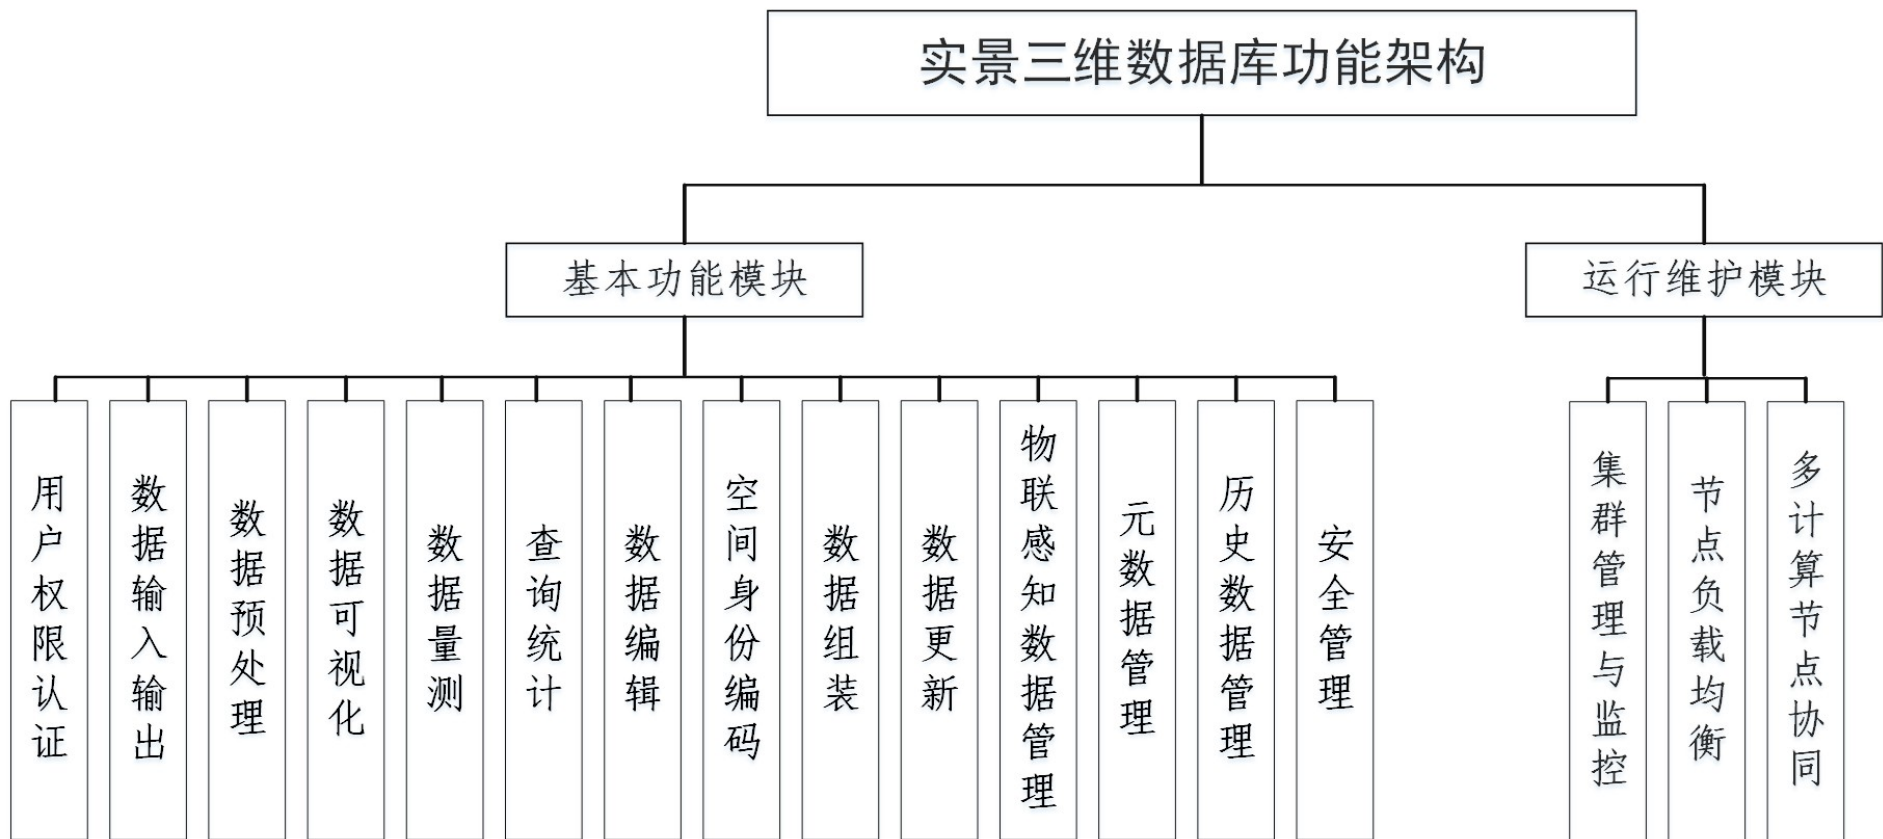 实景三维数据库功能架构
基本功能模块
运行维护模块
用户权限认证
数据输入输出
数据预处理
数据可视化
数据量测
查询统计
数据编辑
空间身份编码
数据组装
数据更新
物联感知数据管理
元数据管理
历史数据管理
安全管理
集群管理与监控
节点负载均衡
多计算节点协同